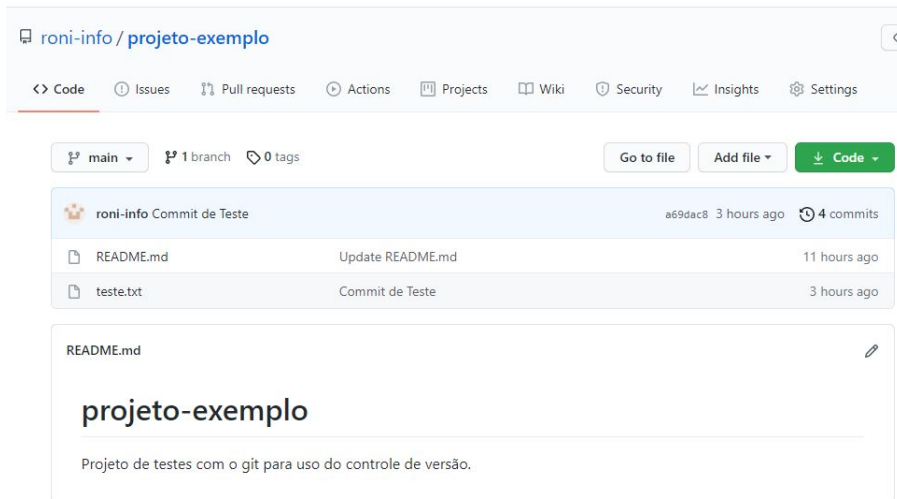 roni-info / projeto-exemplo
Code Issues Pull requests Actions Projects Wiki Security Insights Settings
main 1 branch 0 tags Go to file Add file Code
roni-info Commit de Teste a69dac8 3 hours ago 4 commits
README.md Update README.md 11 hours ago
teste.txt Commit de Teste 3 hours ago
README.md
projeto-exemplo
Projeto de testes com o git para uso do controle de versão.